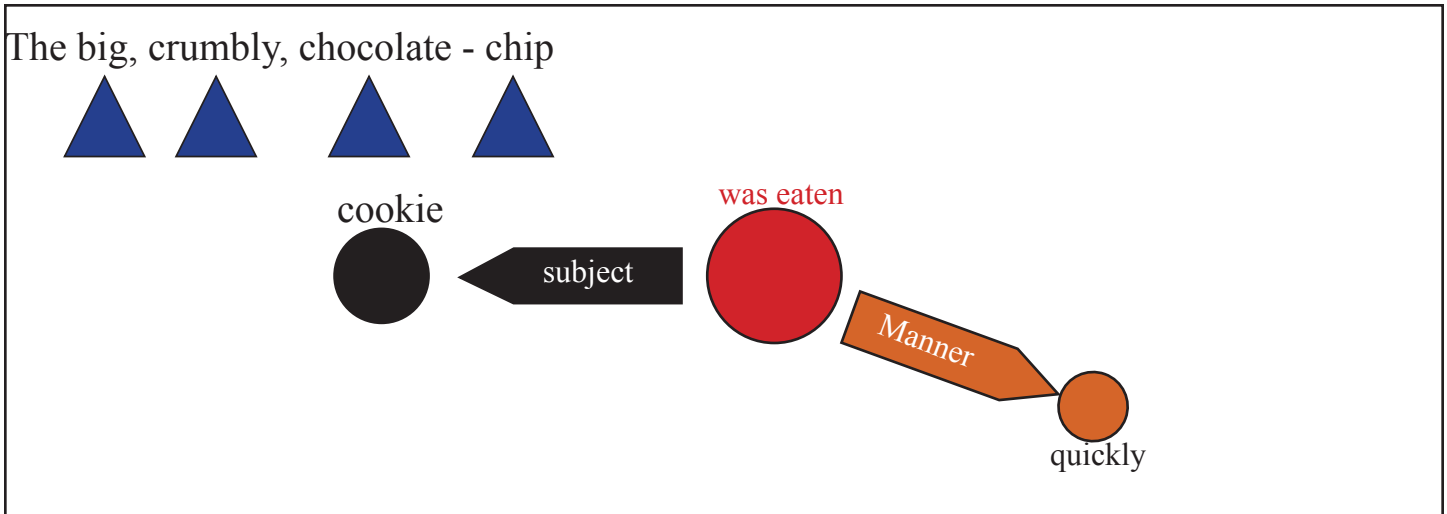 The big, crumbly, chocolate - chip
cookie
was eaten
subject
Manner
quickly